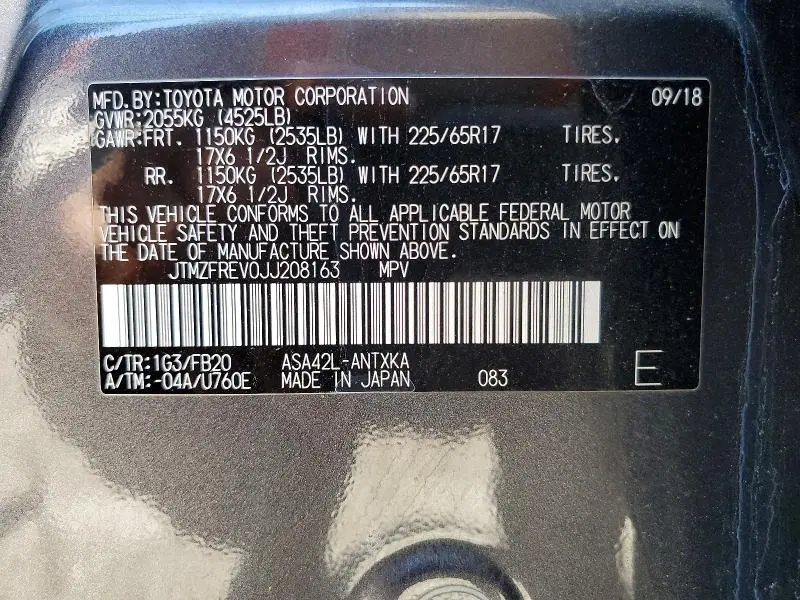 MFD.BY:TOYOTA MOTOR CORPORATION 09/18
GVWR:2055KG (4525LB)
GAWR:FRT. 1150KG (2535LB) WITH 225/65R17 TIRES.
17X6 1/2J RIMS.
RR. 1150KG (2535LB) WITH 225/65R17 TIRES.
17X6 1/2J RIMS.
THIS VEHICLE CONFORMS TO ALL APPLICABLE FEDERAL MOTOR
VEHICLE SAFETY AND THEFT PREVENTION STANDARDS IN EFFECT ON
THE DATE OF MANUFACTURE SHOWN ABOVE.
JTMZFREV0JJ208163 MPV
C/TR:1G3/FB20 ASA42L-ANTXKA
A/TM:-04A/U760E MADE IN JAPAN 083 E